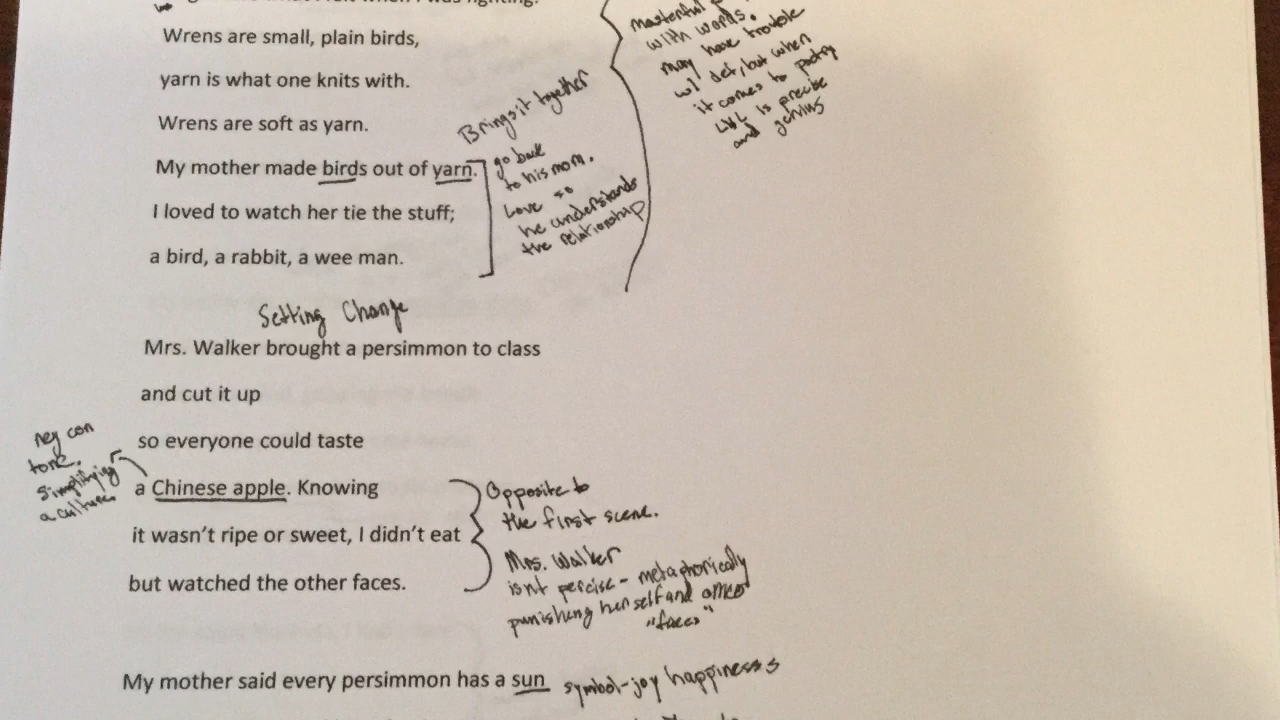 when I was fighting.
Wrens are small, plain birds,
yarn is what one knits with.
Wrens are soft as yarn.
My mother made birds out of yarn.
I loved to watch her tie the stuff;
a bird, a rabbit, a wee man.
masterful
with words.
may have trouble
w/ def, but when
it comes to poetry
LYL is precise
and genius
Brings it together
go back
to his mom.
Love so
he understands
the relationship
Setting Change
Mrs. Walker brought a persimmon to class
and cut it up
so everyone could taste
a Chinese apple. Knowing
it wasn't ripe or sweet, I didn't eat
but watched the other faces.
neg con
tone.
simplifying
a culture
Opposite to
the first scene.
Mrs. Walker
isnt percise - metaphorically
punishing herself and other
"faces"
My mother said every persimmon has a sun
symbol-joy happiness